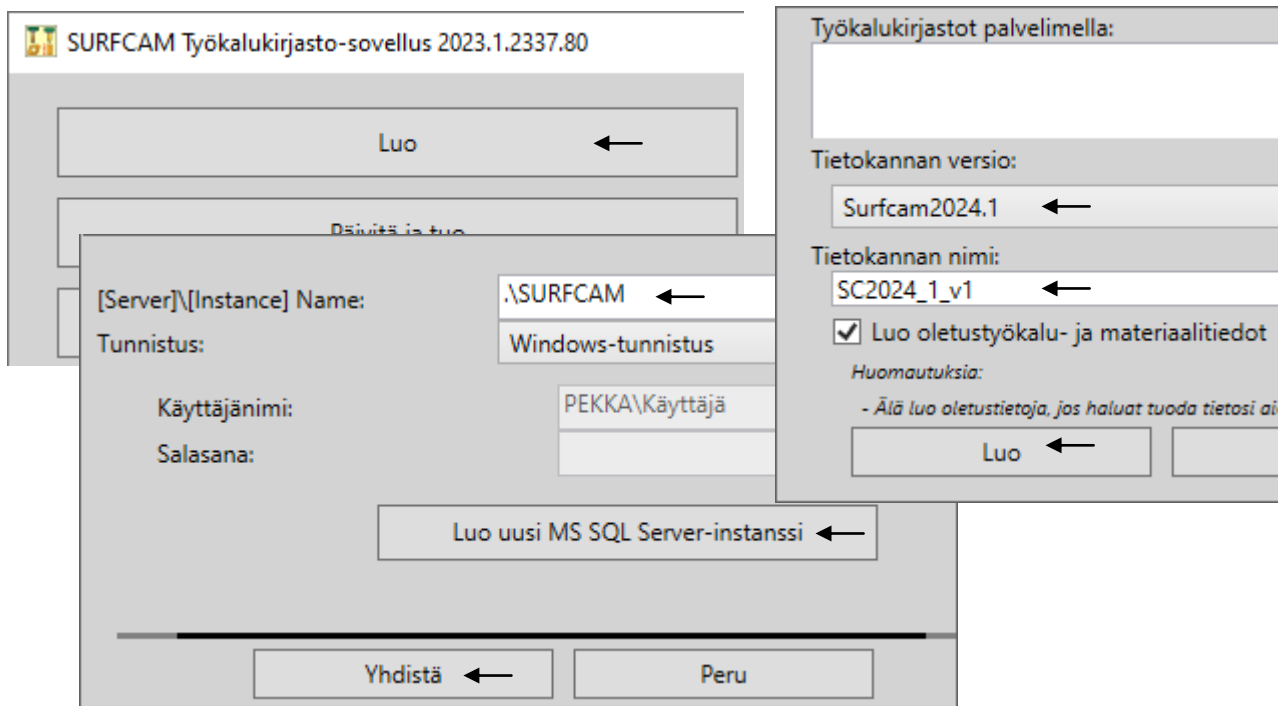 SURFCAM Työkalukirjasto-sovellus 2023.1.2337.80
Luo
Päivitä ja tuo
[Server]\[Instance] Name:
.\SURFCAM
Tunnistus:
Windows-tunnistus
Käyttäjänimi:
PEKKA\Käyttäjä
Salasana:
Luo uusi MS SQL Server-instanssi
Yhdistä
Peru
Työkalukirjastot palvelimella:
Tietokannan versio:
Surfcam2024.1
Tietokannan nimi:
SC2024_1_v1
Luo oletustyökalu- ja materiaalitiedot
Huomautuksia:
- Älä luo oletustietoja, jos haluat tuoda tietosi
Luo